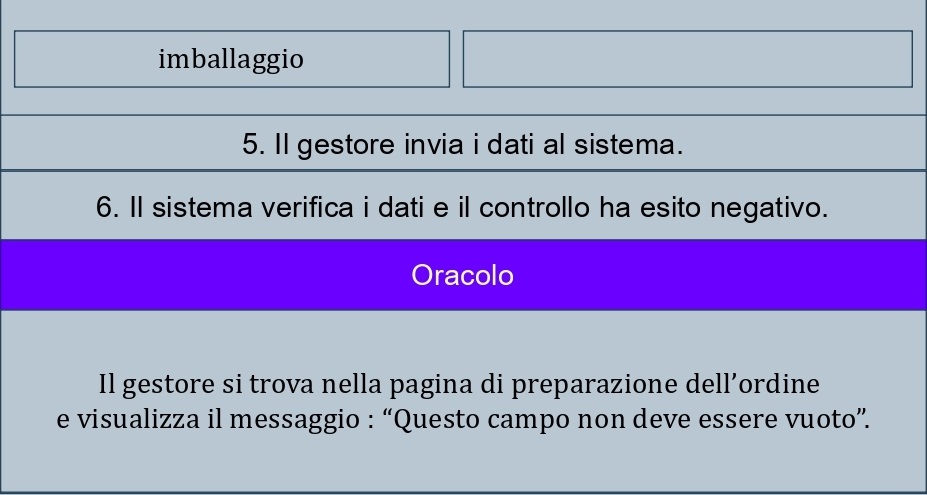 imballaggio
5. Il gestore invia i dati al sistema.
6. Il sistema verifica i dati e il controllo ha esito negativo.
Oracolo
Il gestore si trova nella pagina di preparazione dell’ordine
e visualizza il messaggio : “Questo campo non deve essere vuoto”.